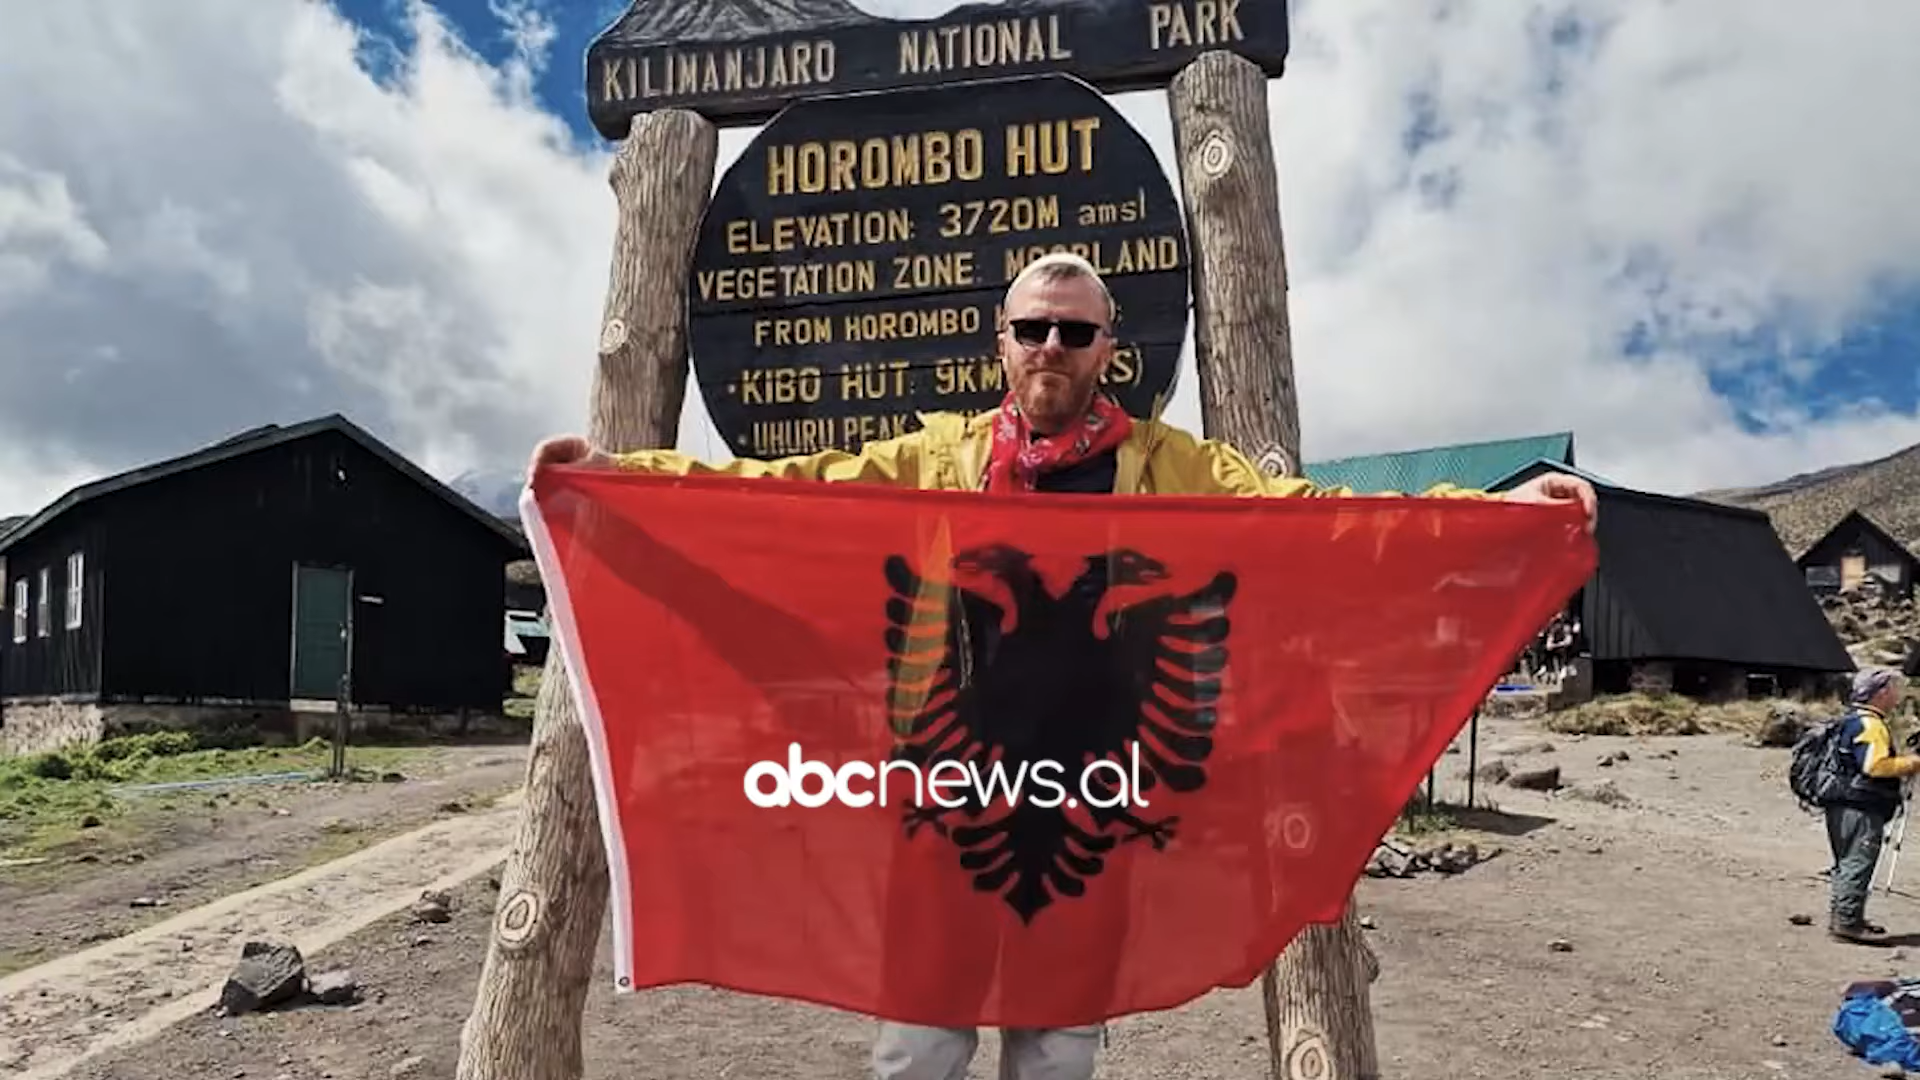 KILIMANJARO NATIONAL PARK
HOROMBO HUT
ELEVATION: 3720M amsl
VEGETATION ZONE: MOORLAND
FROM HOROMBO
• KIBO HUT: 9KM
• UHURU PEAK
abcnews.al